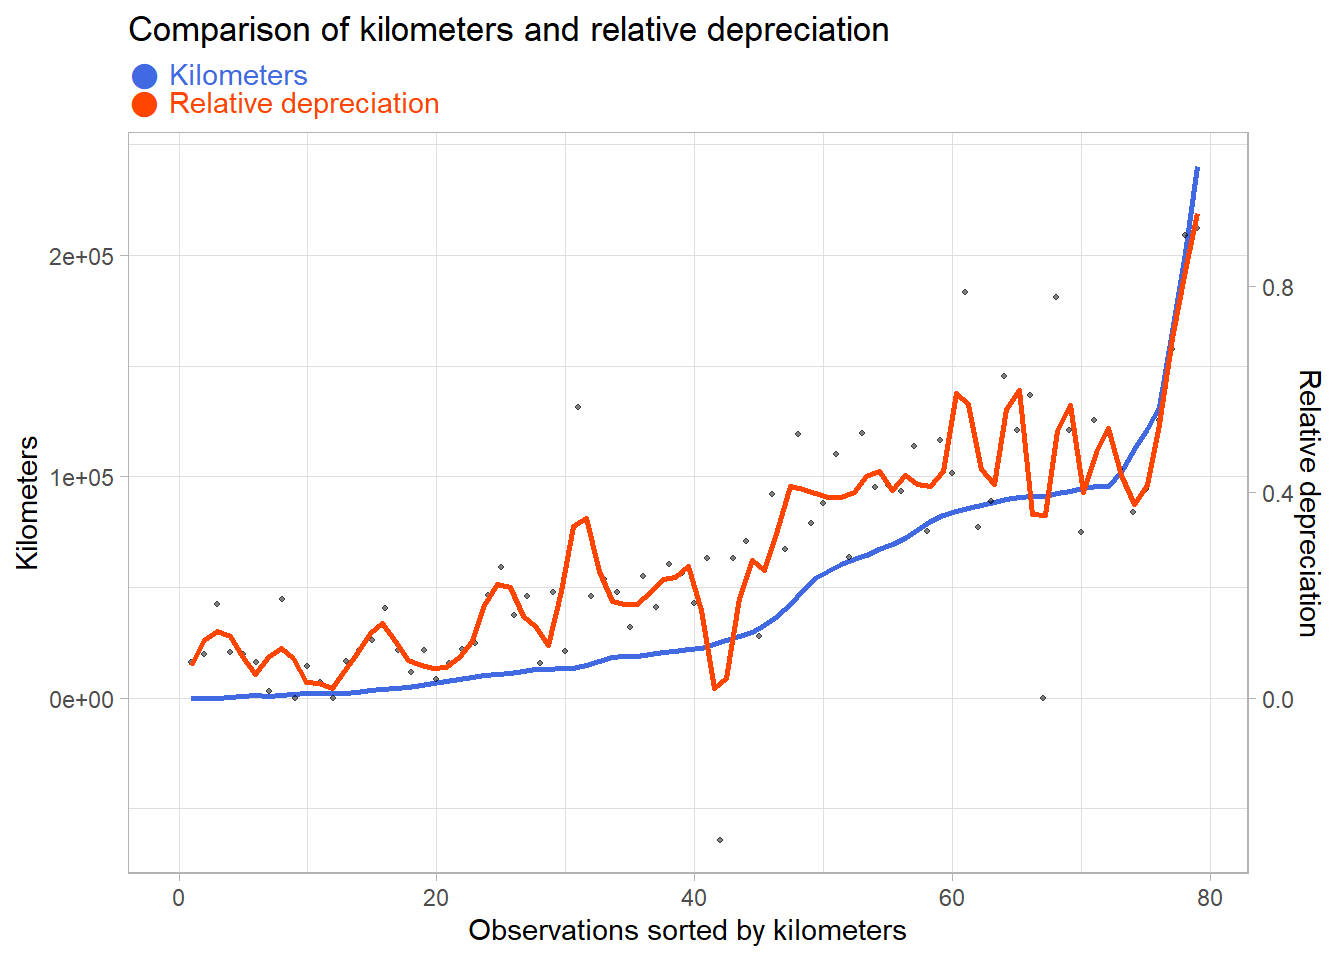 Comparison of kilometers and relative depreciation
Kilometers
Relative depreciation
2e+05
1e+05
0e+00
Kilometers
0.8
0.4
0.0
Relative depreciation
0 20 40 60 80
Observations sorted by kilometers